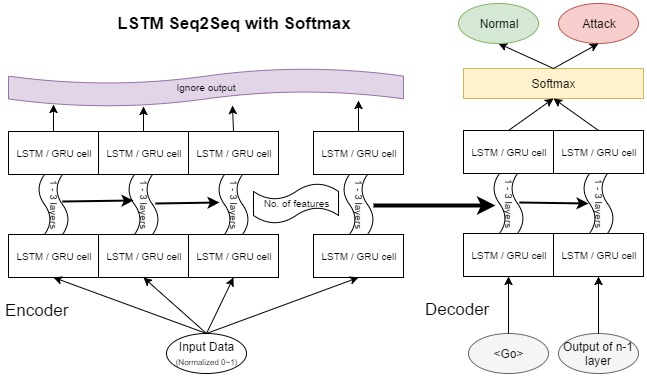 LSTM Seq2Seq with Softmax
Normal
Attack
Softmax
Ignore output
LSTM / GRU cell
LSTM / GRU cell
LSTM / GRU cell
LSTM / GRU cell
LSTM / GRU cell
LSTM / GRU cell
1 - 3 layers
1 - 3 layers
1 - 3 layers
No. of features
1 - 3 layers
1 - 3 layers
1 - 3 layers
LSTM / GRU cell
LSTM / GRU cell
LSTM / GRU cell
LSTM / GRU cell
LSTM / GRU cell
LSTM / GRU cell
Encoder
Decoder
Input Data
(Normalized 0~1)
<Go>
Output of n-1
layer